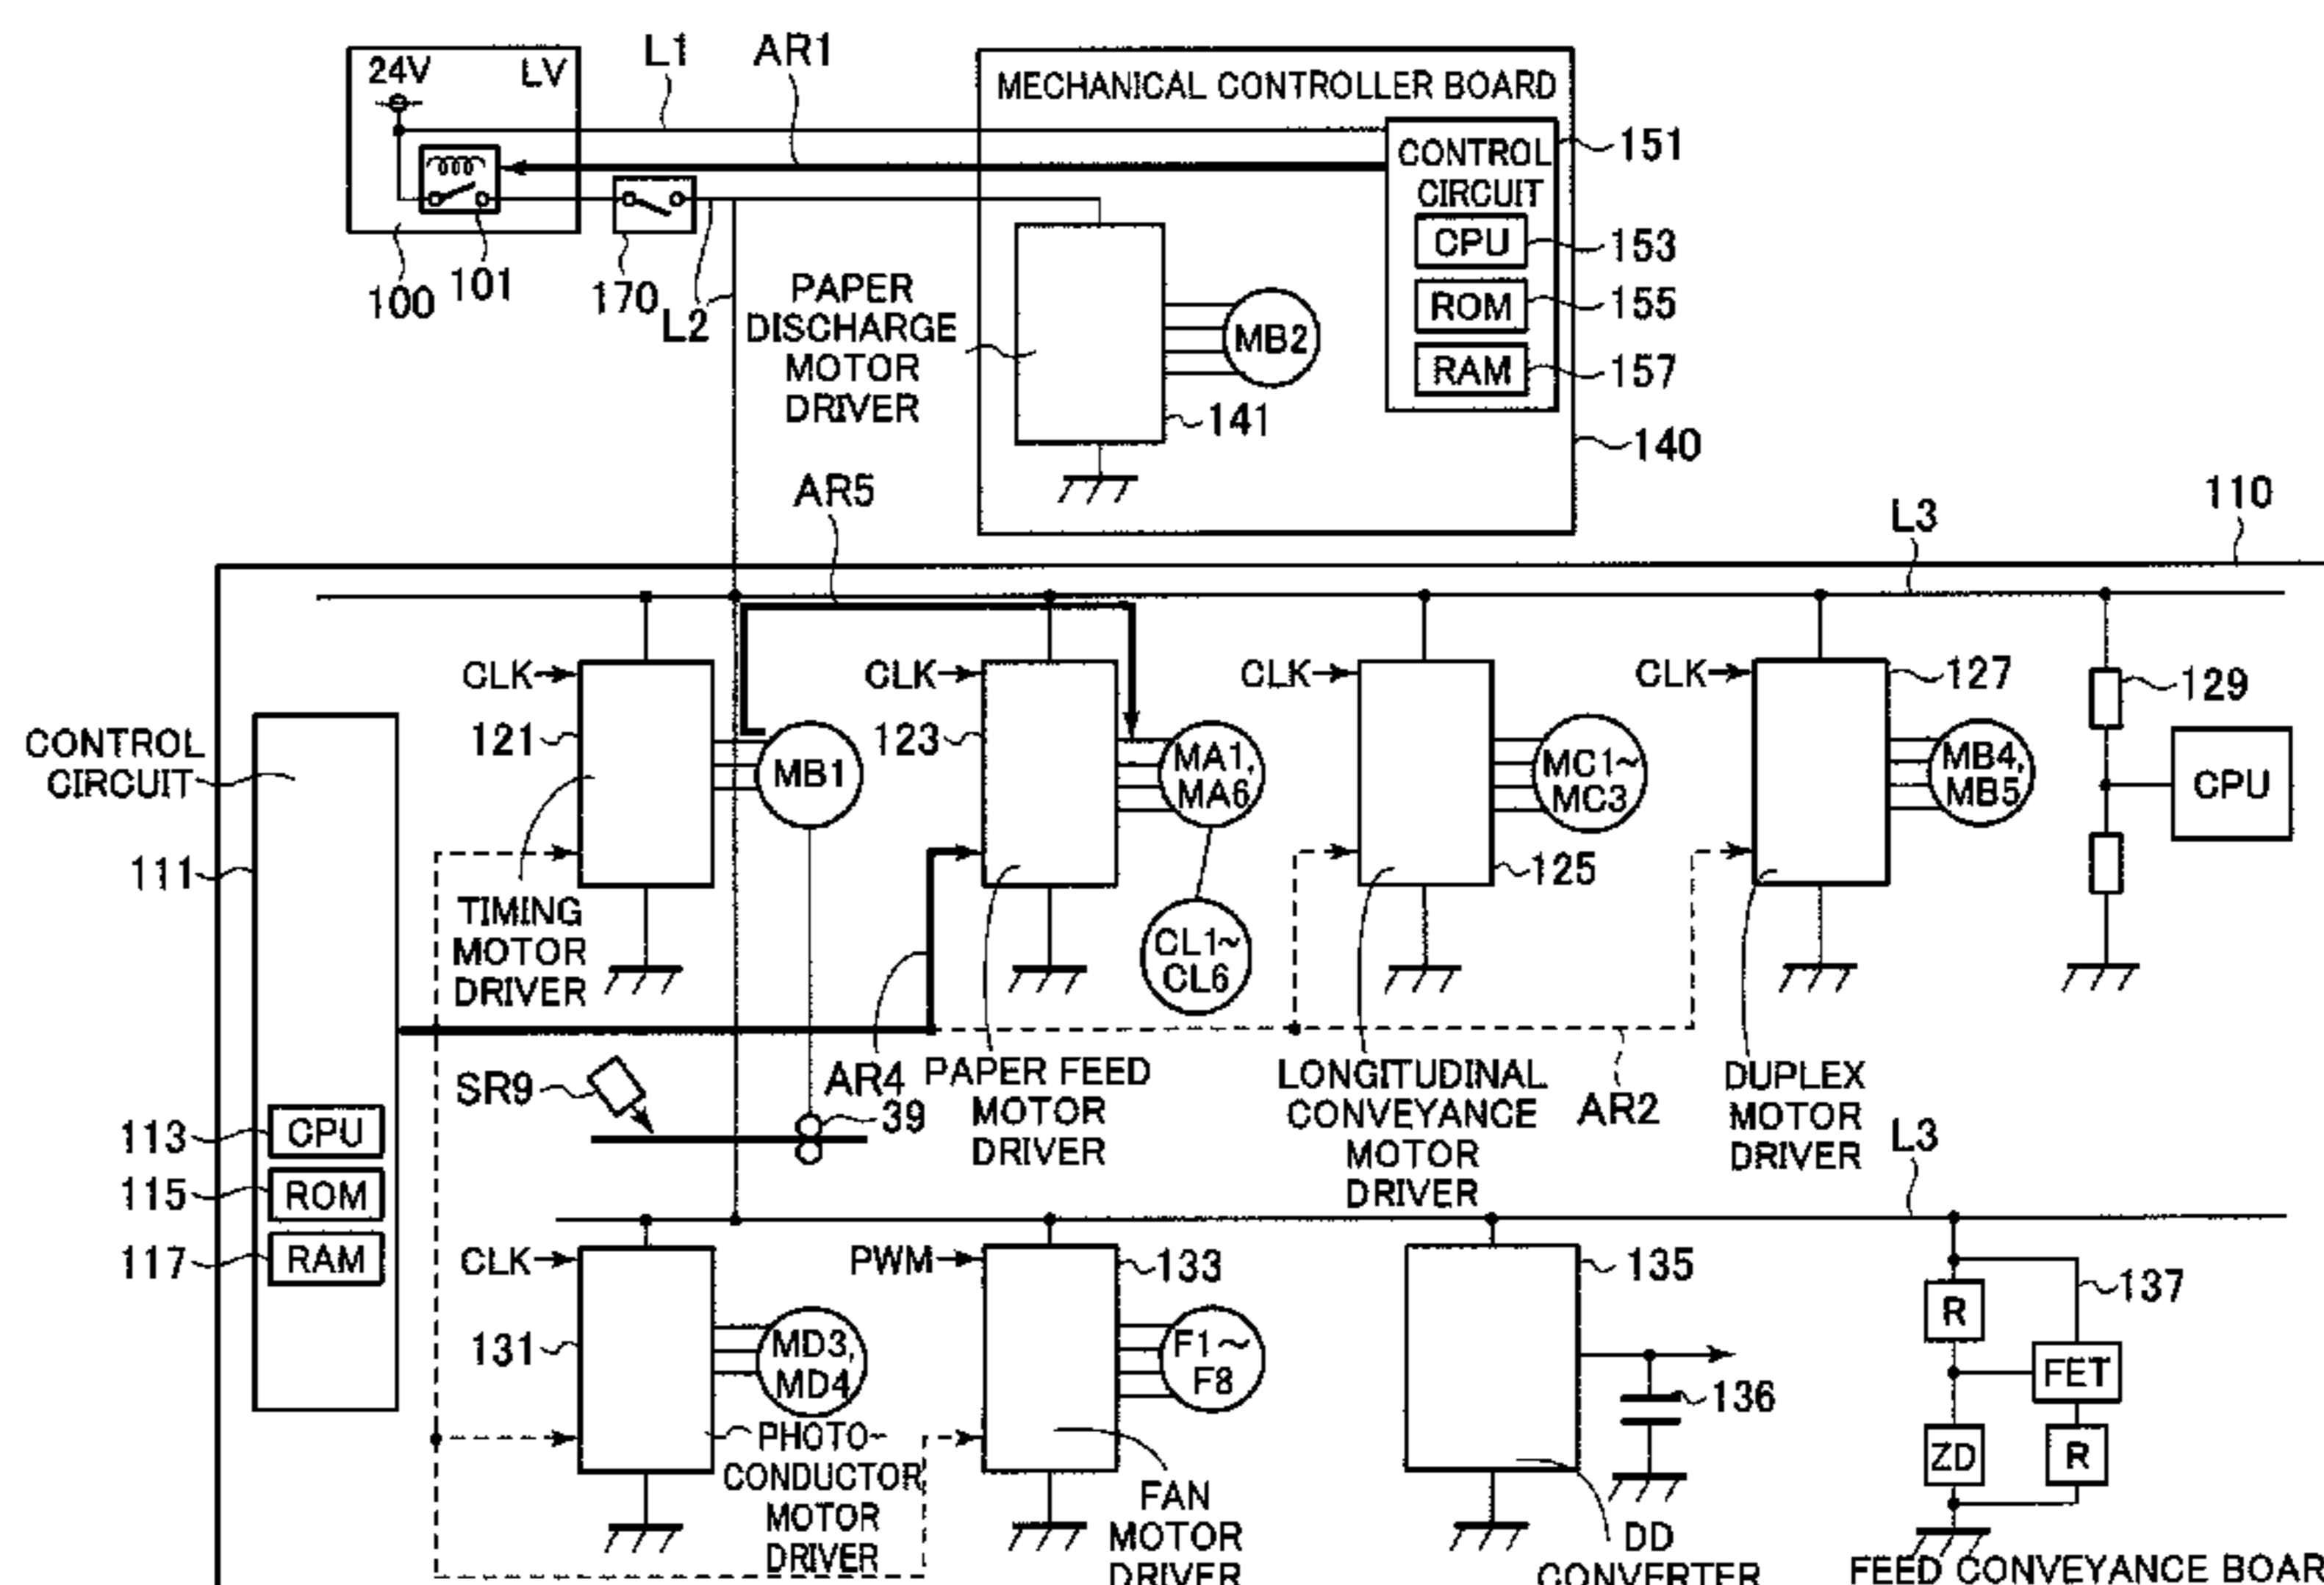 24V LV
L1
AR1
MECHANICAL CONTROLLER BOARD
CONTROL
CIRCUIT
151
CPU
153
ROM
155
RAM
157
100
101
170
L2
PAPER
DISCHARGE
MOTOR
DRIVER
MB2
141
140
AR5
L3
110
CLK
121
MB1
CLK
123
MA1,
MA6
CLK
MC1~
MC3
CLK
127
MB4,
MB5
129
CPU
CONTROL
CIRCUIT
111
TIMING
MOTOR
DRIVER
CL1~
CL6
125
SR9
AR4
39
PAPER FEED
MOTOR
DRIVER
LONGITUDINAL
CONVEYANCE
MOTOR
DRIVER
AR2
DUPLEX
MOTOR
DRIVER
113
CPU
115
ROM
117
RAM
L3
CLK
131
MD3,
MD4
PHOTO-
CONDUCTOR
MOTOR
DRIVER
PWM
133
F1~
F8
FAN
MOTOR
DRIVER
135
136
DD
CONVERTER
137
R
FET
ZD
R
FEED CONVEYANCE BOAR